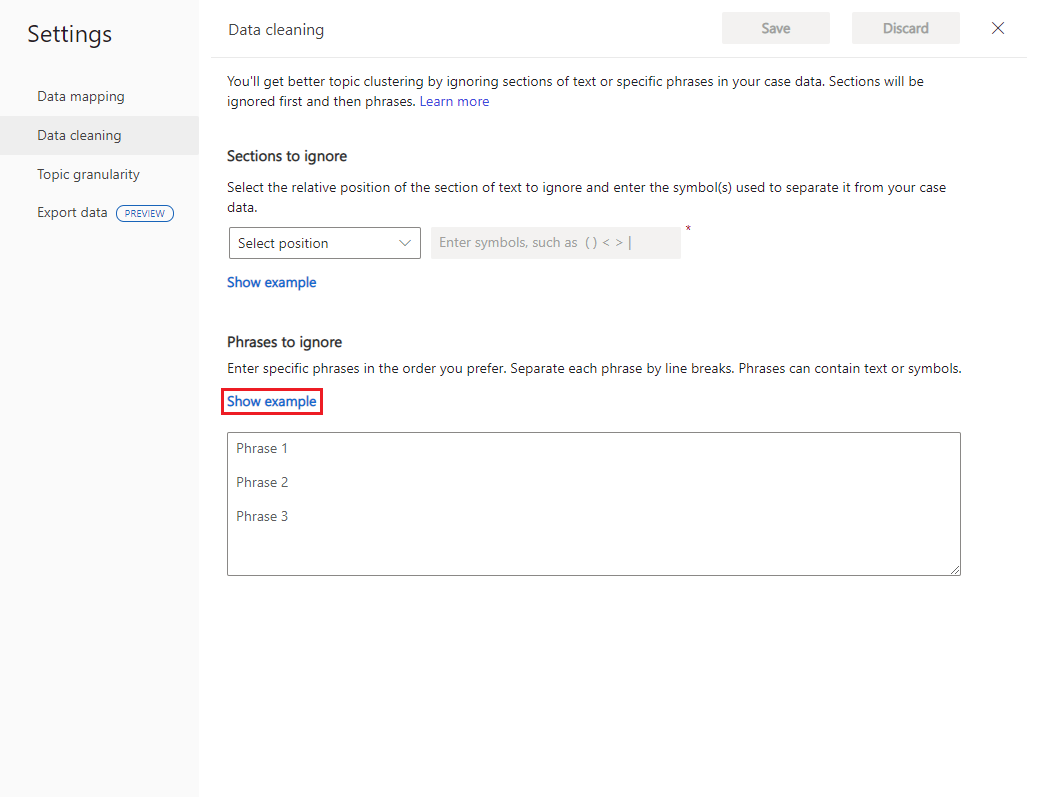 Settings
Data mapping
Data cleaning
Topic granularity
Export data PREVIEW
Data cleaning
Save
Discard
You'll get better topic clustering by ignoring sections of text or specific phrases in your case data. Sections will be
ignored first and then phrases. Learn more
Sections to ignore
Select the relative position of the section of text to ignore and enter the symbol(s) used to separate it from your case
data.
Select position
Enter symbols, such as ( ) < > |
*
Show example
Phrases to ignore
Enter specific phrases in the order you prefer. Separate each phrase by line breaks. Phrases can contain text or symbols.
Show example
Phrase 1
Phrase 2
Phrase 3